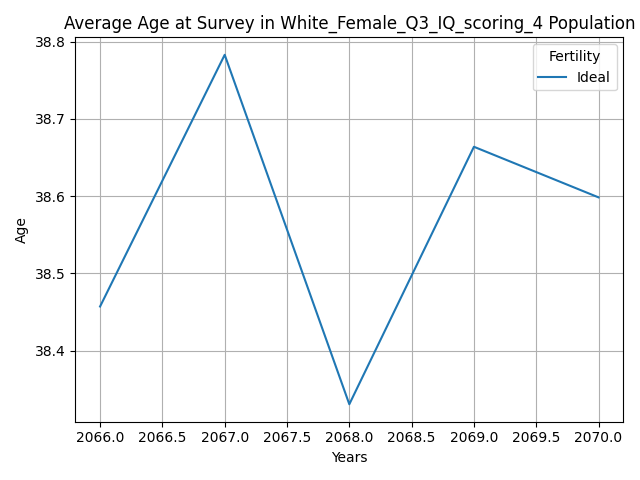 Average Age at Survey in White_Female_Q3_IQ_scoring_4 Population
Fertility
Ideal
38.8
38.7
38.6
38.5
38.4
Age
2066.0 2066.5 2067.0 2067.5 2068.0 2068.5 2069.0 2069.5 2070.0
Years